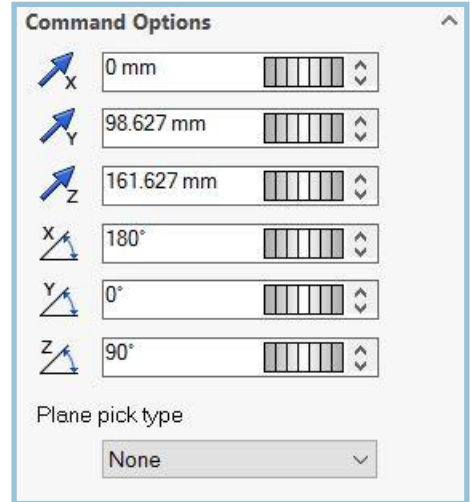 Command Options
X 0 mm
Y 98.627 mm
Z 161.627 mm
X 180°
Y 0°
Z 90°
Plane pick type
None